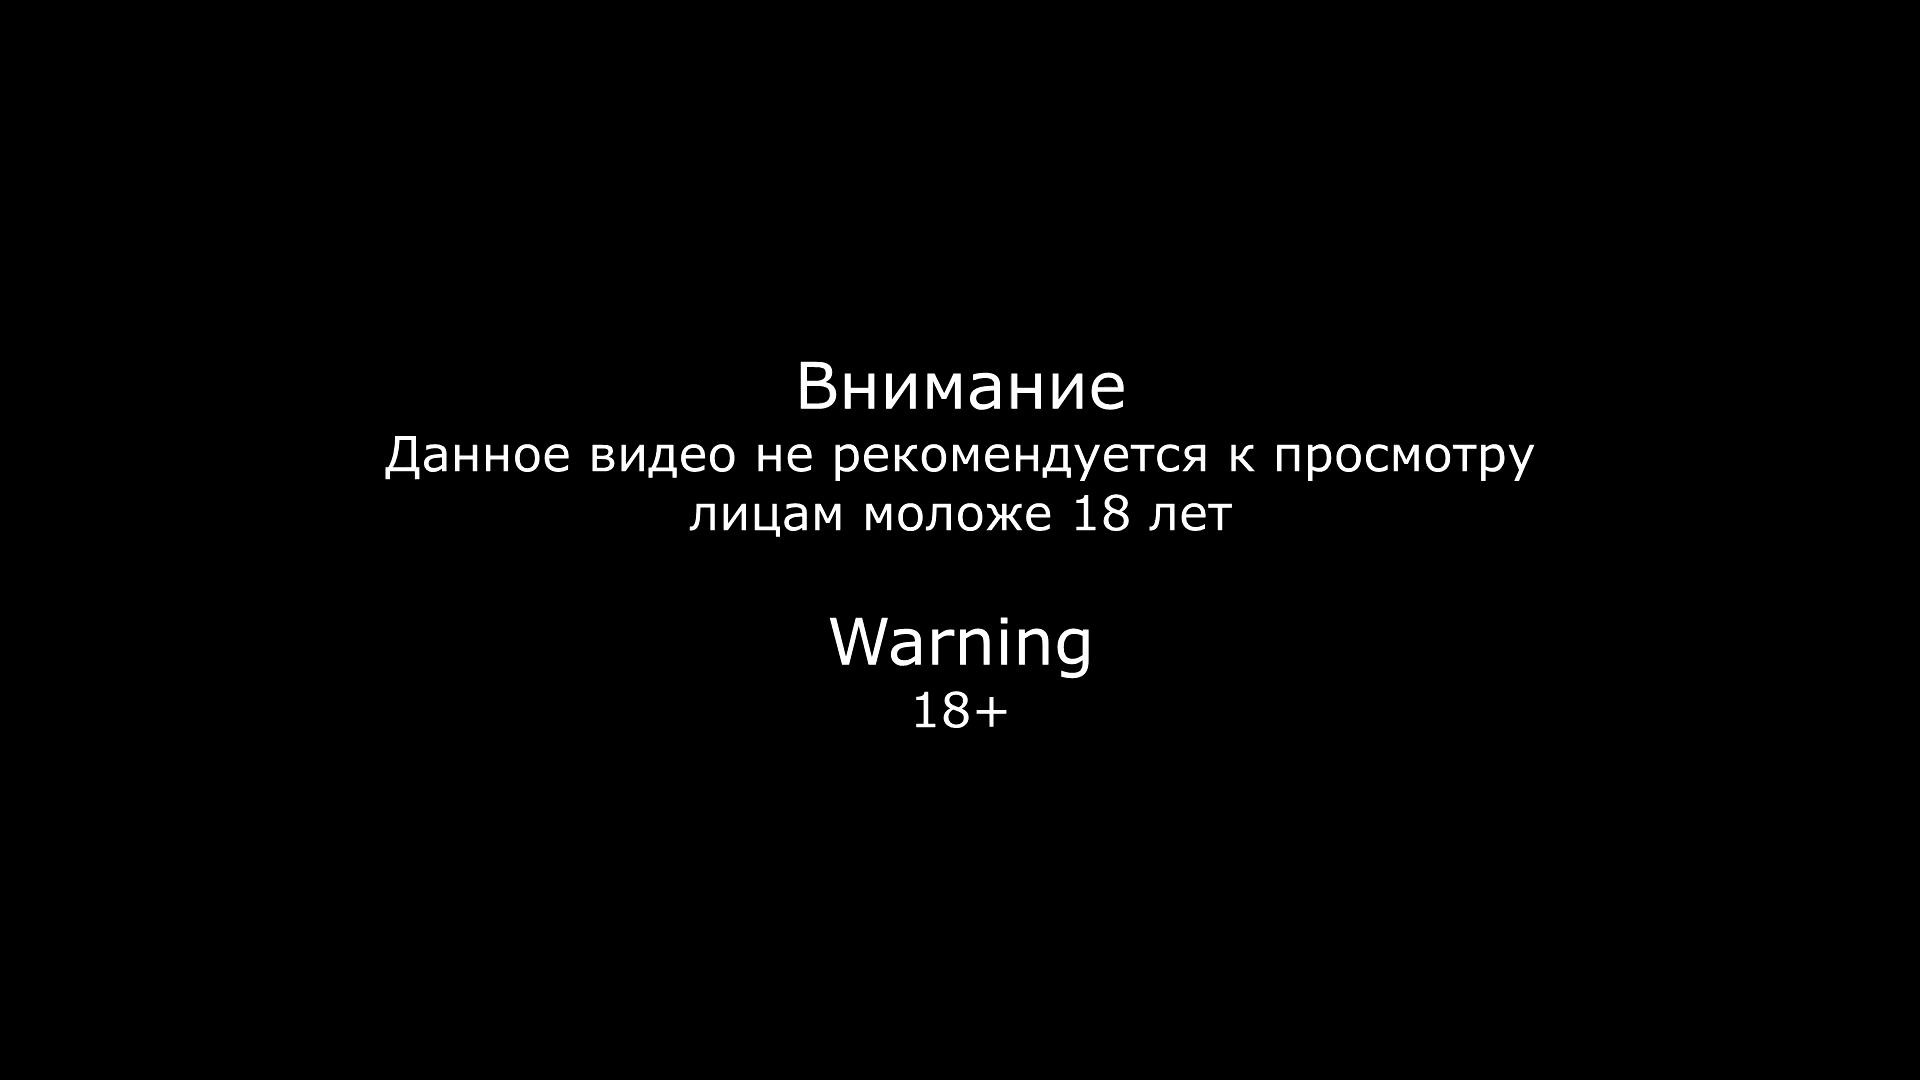 Внимание
Данное видео не рекомендуется к просмотру
лицам моложе 18 лет
Warning
18+